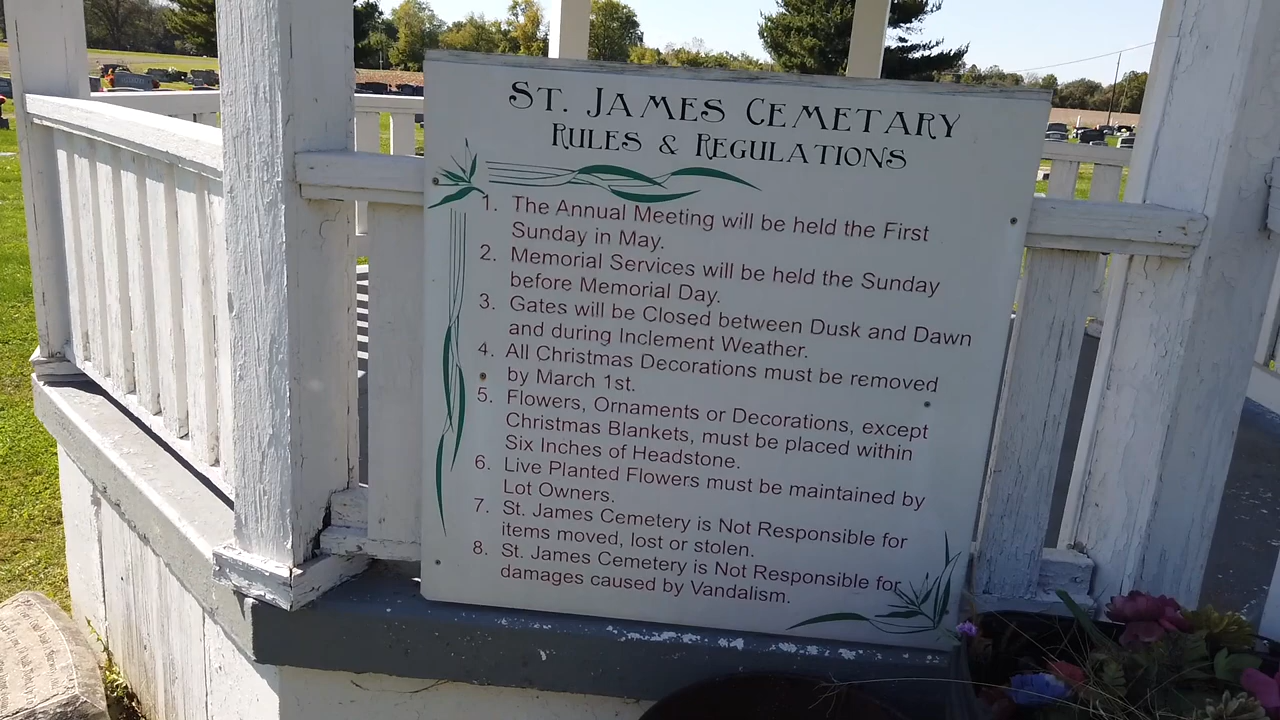 ST. JAMES CEMETARY
RULES & REGULATIONS
1. The Annual Meeting will be held the First
Sunday in May.
2. Memorial Services will be held the Sunday
before Memorial Day.
3. Gates will be Closed between Dusk and Dawn
and during Inclement Weather.
4. All Christmas Decorations must be removed
by March 1st.
5. Flowers, Ornaments or Decorations, except
Christmas Blankets, must be placed within
Six Inches of Headstone.
6. Live Planted Flowers must be maintained by
Lot Owners.
7. St. James Cemetery is Not Responsible for
items moved, lost or stolen.
8. St. James Cemetery is Not Responsible for
damages caused by Vandalism.